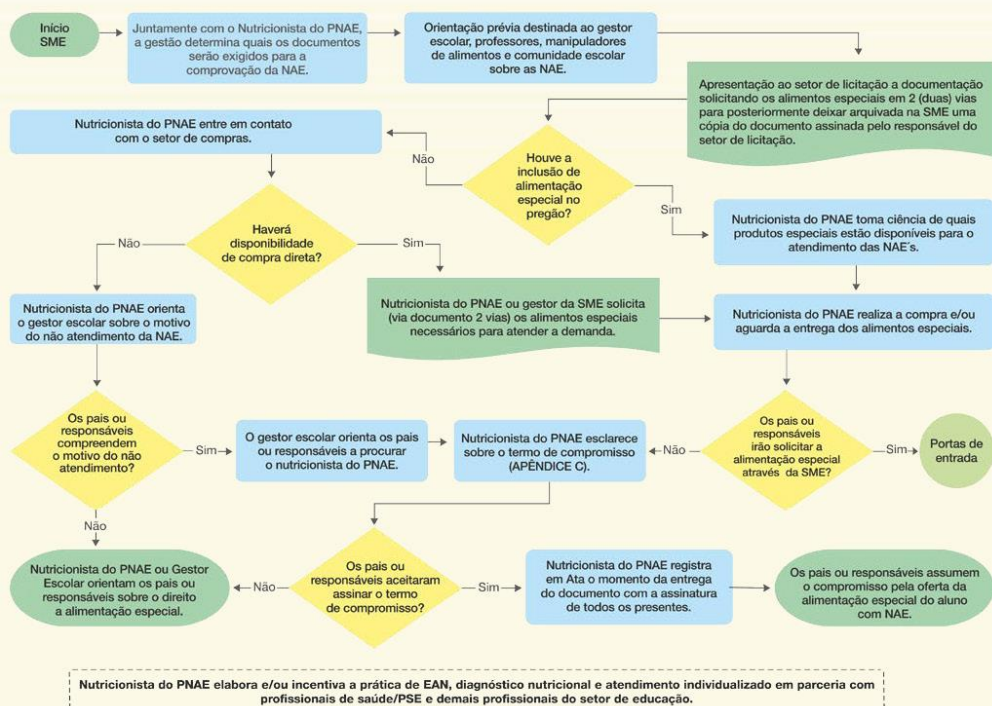 Início
SME
Juntamente com o Nutricionista do PNAE,
a gestão determina quais os documentos
serão exigidos para a
comprovação da NAE.
Orientação prévia destinada ao gestor
escolar, professores, manipuladores
de alimentos e comunidade escolar
sobre as NAE.
Apresentação ao setor de licitação a documentação
solicitando os alimentos especiais em 2 (duas) vias
para posteriormente deixar arquivada na SME uma
cópia do documento assinada pelo responsável do
setor de licitação.
Houve a
inclusão de
alimentação
especial no
pregão?
Não
Sim
Nutricionista do PNAE entre em contato
com o setor de compras.
Nutricionista do PNAE toma ciência de quais
produtos especiais estão disponíveis para o
atendimento das NAE´s.
Haverá
disponibilidade
de compra direta?
Não
Sim
Nutricionista do PNAE orienta
o gestor escolar sobre o motivo
do não atendimento da NAE.
Nutricionista do PNAE ou gestor da SME solicita
(via documento 2 vias) os alimentos especiais
necessários para atender a demanda.
Nutricionista do PNAE realiza a compra e/ou
aguarda a entrega dos alimentos especiais.
Os pais ou
responsáveis
compreendem
o motivo do não
atendimento?
Sim
Não
O gestor escolar orienta os pais
ou responsáveis a procurar
o nutricionista do PNAE.
Nutricionista do PNAE esclarece
sobre o termo de compromisso
(APÊNDICE C).
Não
Os pais ou
responsáveis
irão solicitar a
alimentação especial
através da SME?
Sim
Portas de
entrada
Nutricionista do PNAE ou Gestor
Escolar orientam os pais ou
responsáveis sobre o direito
a alimentação especial.
Não
Os pais ou
responsáveis aceitaram
assinar o termo
de compromisso?
Sim
Nutricionista do PNAE registra
em Ata o momento da entrega
do documento com a assinatura
de todos os presentes.
Os pais ou responsáveis assumem
o compromisso pela oferta da
alimentação especial do aluno
com NAE.
Nutricionista do PNAE elabora e/ou incentiva a prática de EAN, diagnóstico nutricional e atendimento individualizado em parceria com
profissionais de saúde/PSE e demais profissionais do setor de educação.